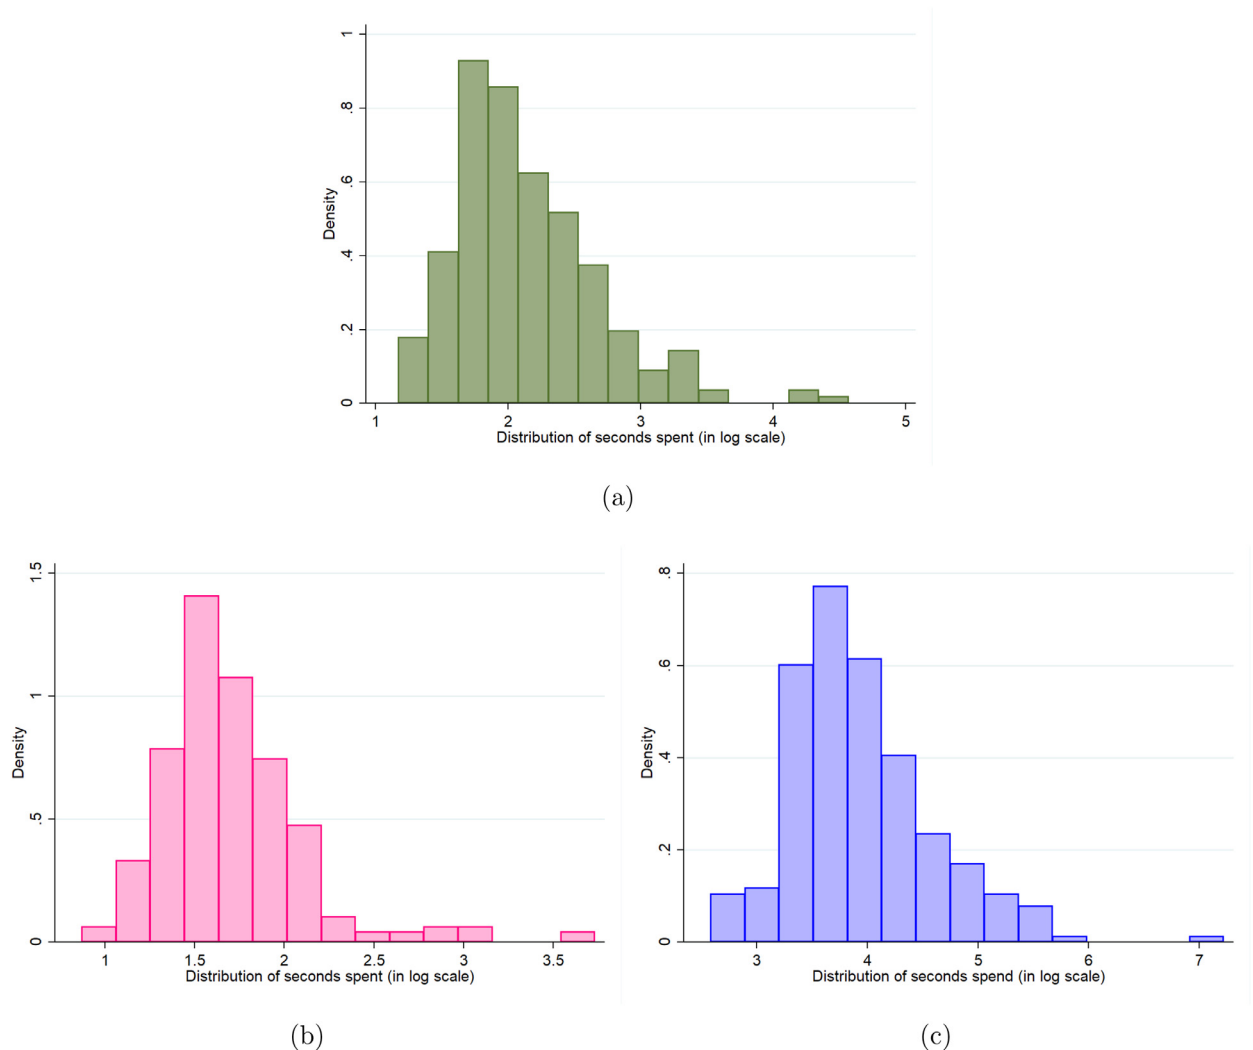 Density
1
.8
.6
.4
.2
0
1 2 3 4 5
Distribution of seconds spent (in log scale)
(a)
Density
1.5
1
.5
0
1 1.5 2 2.5 3 3.5
Distribution of seconds spent (in log scale)
(b)
Density
.8
.6
.4
.2
0
3 4 5 6 7
Distribution of seconds spend (in log scale)
(c)